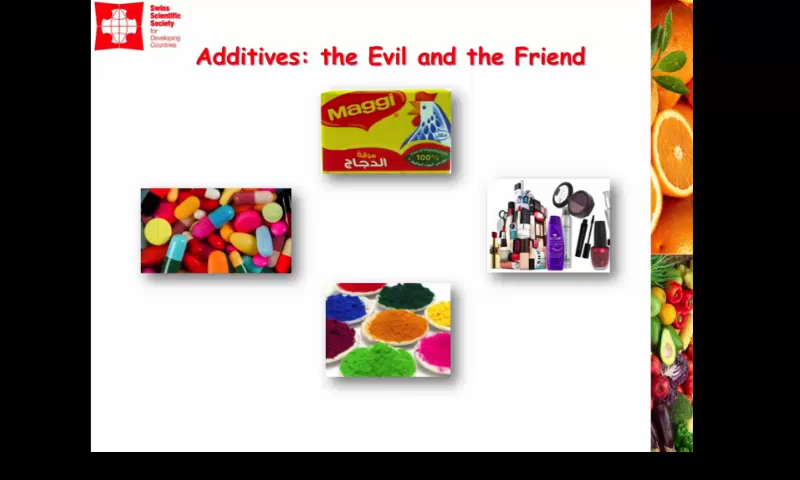 Swiss
Scientific
Society
for
Developing
Countries
Additives: the Evil and the Friend
Maggi
مرقة
الدجاج
100%